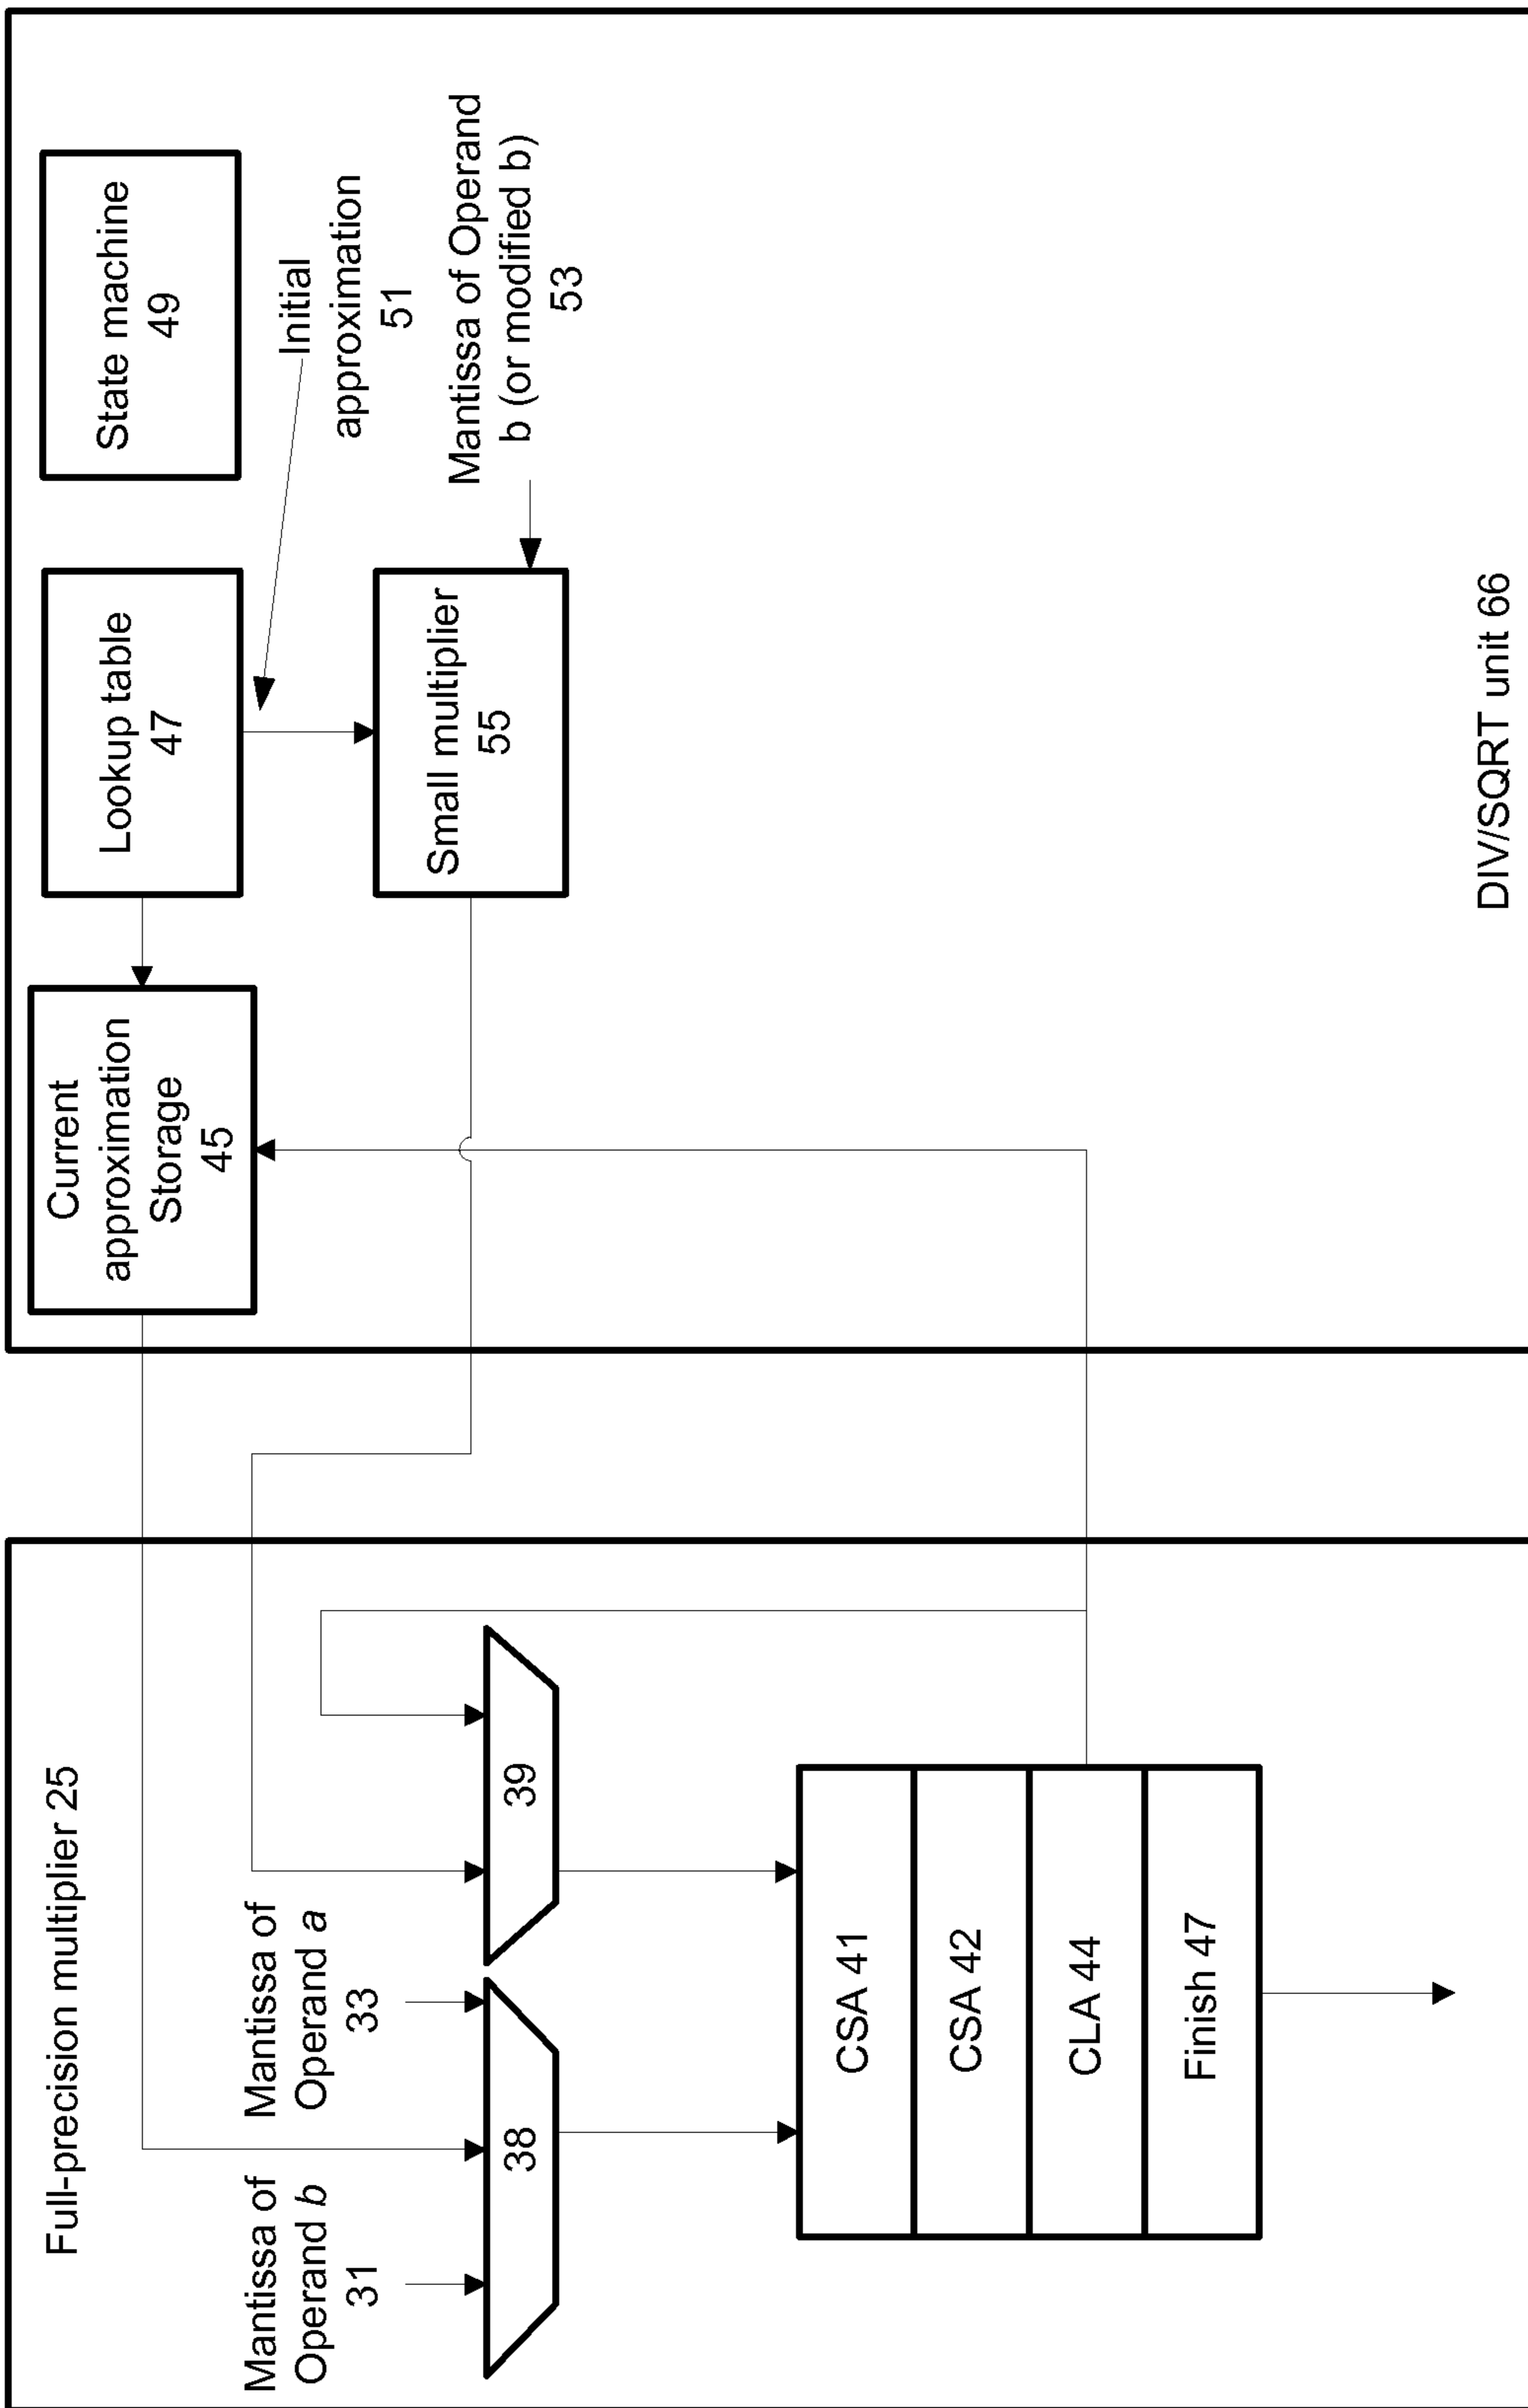 Full-precision multiplier 25
Mantissa of
Operand b
31
Mantissa of
Operand a
33
38
39
CSA 41
CSA 42
CLA 44
Finish 47
Current
approximation
Storage
45
Lookup table
47
State machine
49
Initial
approximation
51
Small multiplier
55
Mantissa of Operand
b (or modified b)
53
DIV/SQRT unit 66